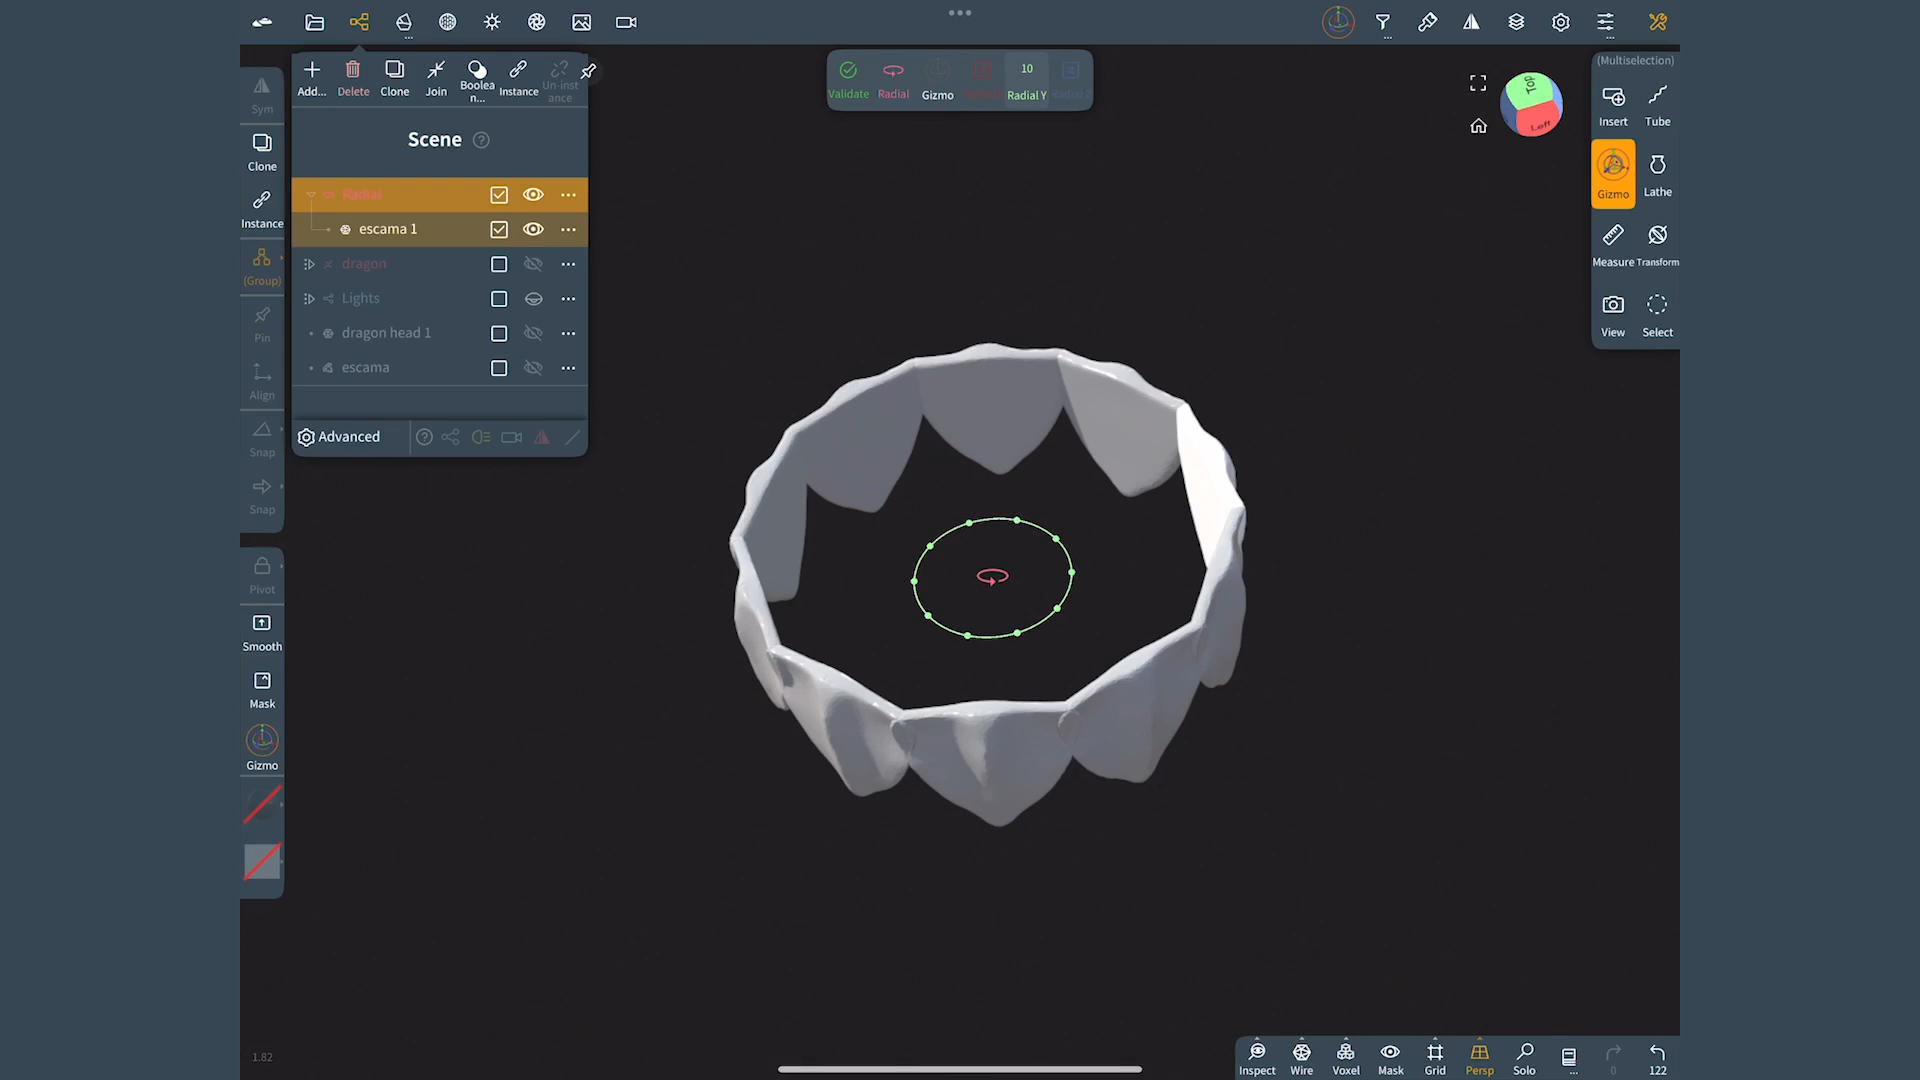 Add...
Delete
Clone
Join
Boolea
n...
Instance
Un-inst
ance
Scene
Radial
escama 1
dragon
Lights
dragon head 1
escama
Advanced
Sym
Clone
Instance
(Group)
Pin
Align
Snap
Snap
Pivot
Smooth
Mask
Gizmo
1.82
Validate
Radial
Gizmo
10
Radial Y
Top
Left
(Multiselection)
Insert
Tube
Gizmo
Lathe
Measure
Transform
View
Select
Inspect
Wire
Voxel
Mask
Grid
Persp
Solo
...
0
122